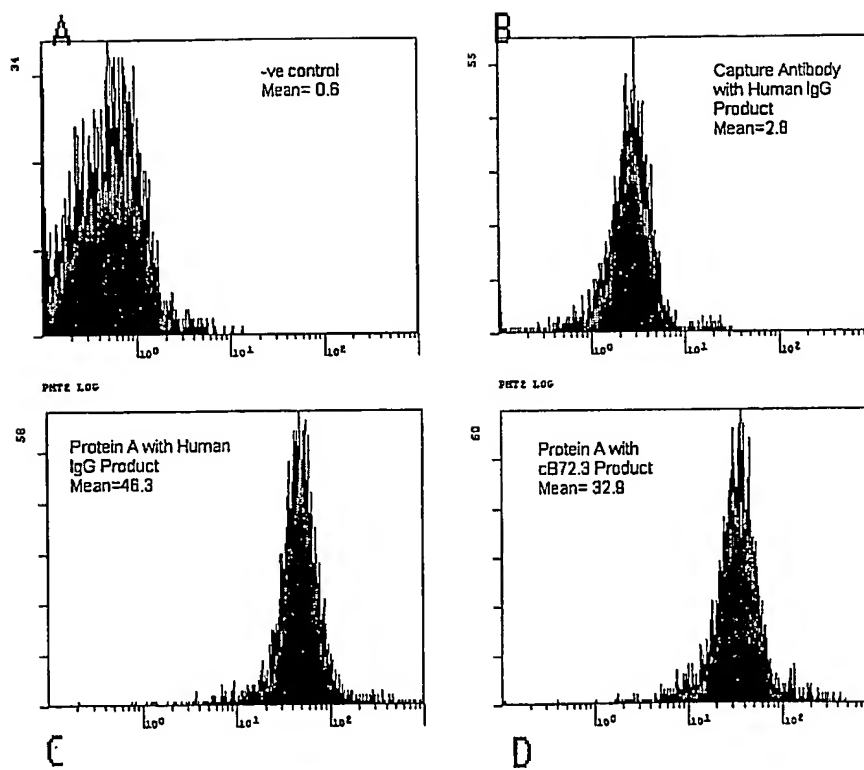 A
34
-ve control
Mean= 0.6
10⁰ 10¹ 10²
B
55
Capture Antibody
with Human IgG
Product
Mean=2.8
10⁰ 10¹ 10²
PMT2 LOG
58
Protein A with Human
IgG Product
Mean=46.3
10⁰ 10¹ 10²
C
PMT2 LOG
60
Protein A with
cB72.3 Product
Mean= 32.9
10⁰ 10¹ 10²
D